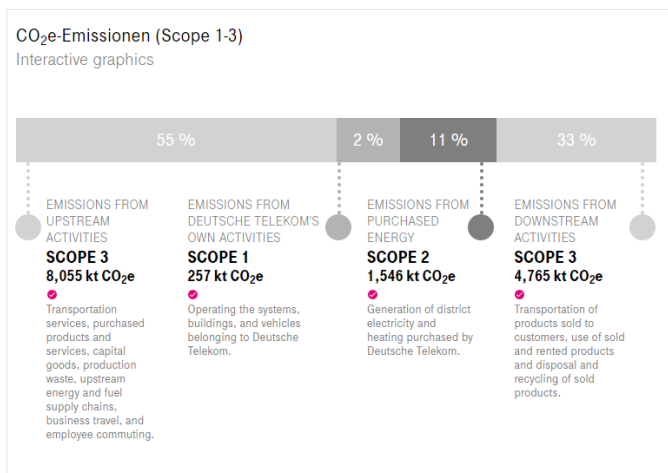 CO₂e-Emissionen (Scope 1-3)
Interactive graphics
55 %
2 %
11 %
33 %
EMISSIONS FROM
UPSTREAM
ACTIVITIES
SCOPE 3
8,055 kt CO₂e
Transportation
services, purchased
products and
services, capital
goods, production
waste, upstream
energy and fuel
supply chains,
business travel, and
employee commuting.
EMISSIONS FROM
DEUTSCHE TELEKOM'S
OWN ACTIVITIES
SCOPE 1
257 kt CO₂e
Operating the systems,
buildings, and vehicles
belonging to Deutsche
Telekom.
EMISSIONS FROM
PURCHASED
ENERGY
SCOPE 2
1,546 kt CO₂e
Generation of district
electricity and
heating purchased by
Deutsche Telekom.
EMISSIONS FROM
DOWNSTREAM
ACTIVITIES
SCOPE 3
4,765 kt CO₂e
Transportation of
products sold to
customers, use of sold
and rented products
and disposal and
recycling of sold
products.